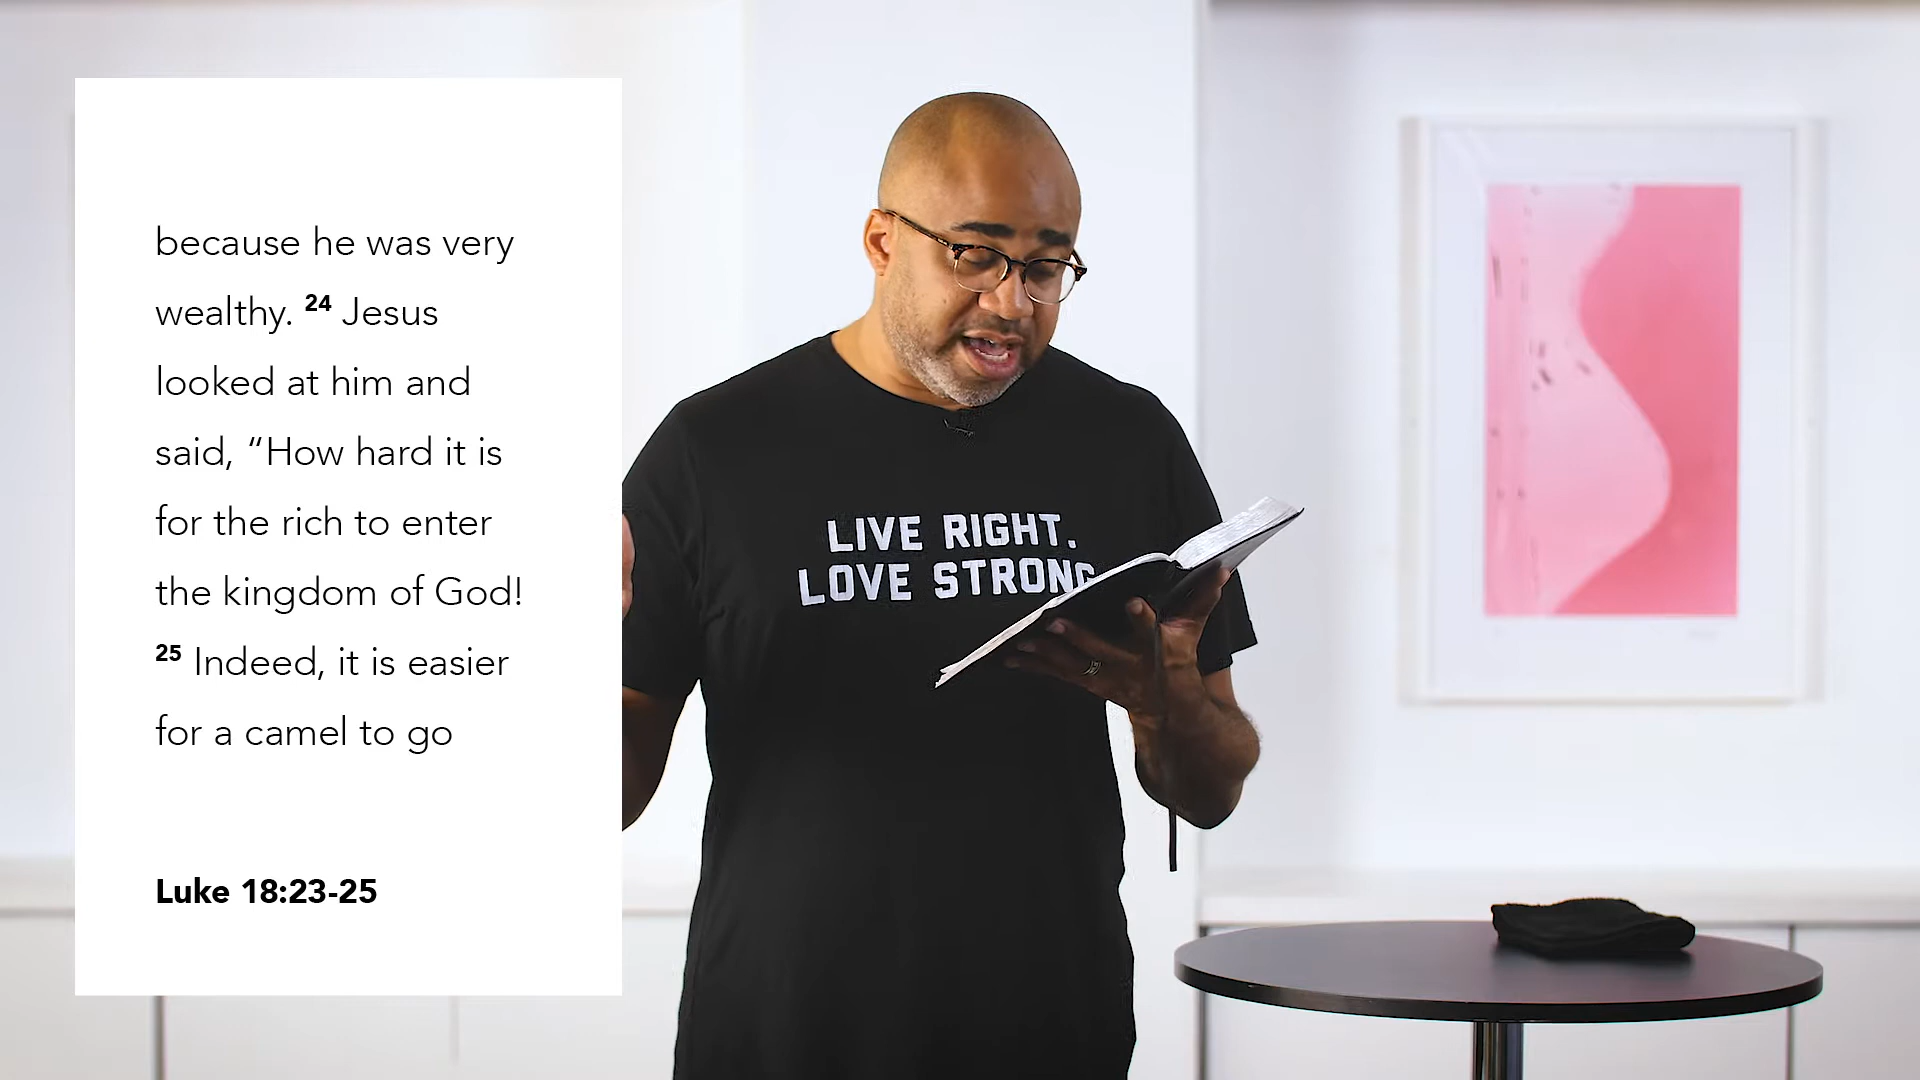 because he was very
wealthy. 24 Jesus
looked at him and
said, “How hard it is
for the rich to enter
the kingdom of God!
25 Indeed, it is easier
for a camel to go
Luke 18:23-25
LIVE RIGHT.
LOVE STRONG